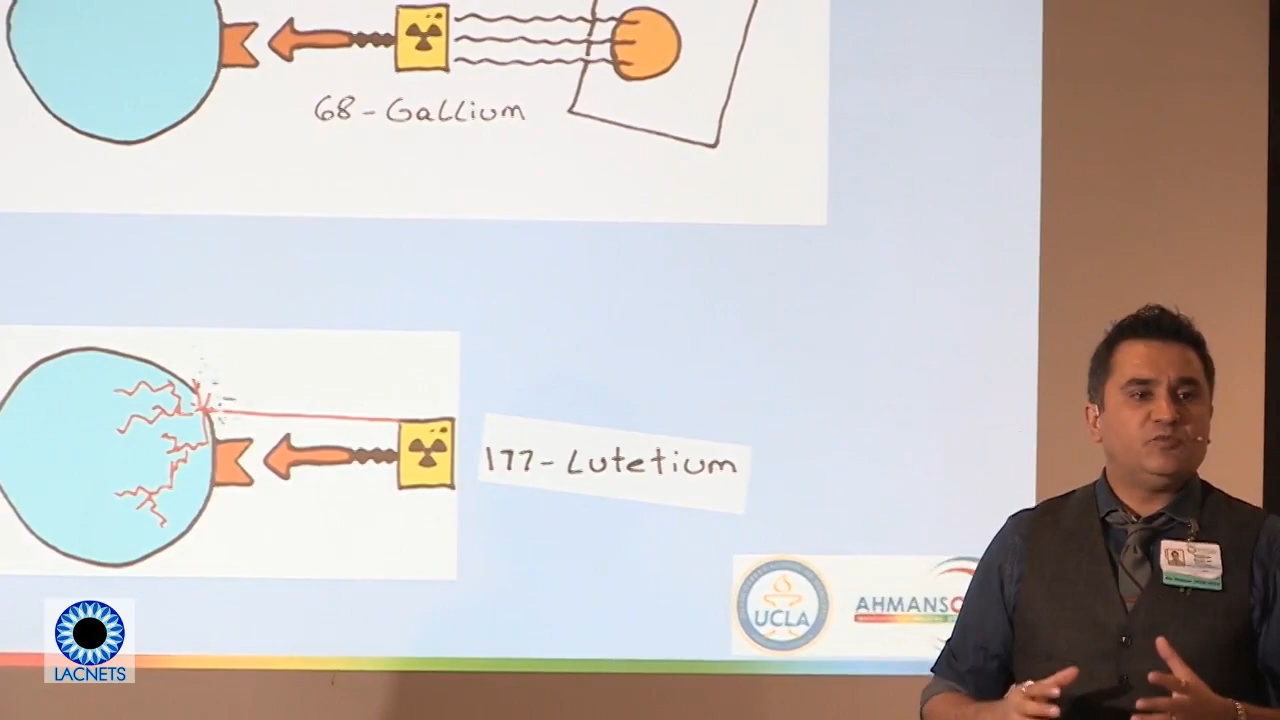 68-Gallium
177-Lutetium
UCLA
AHMANSO
LACNETS